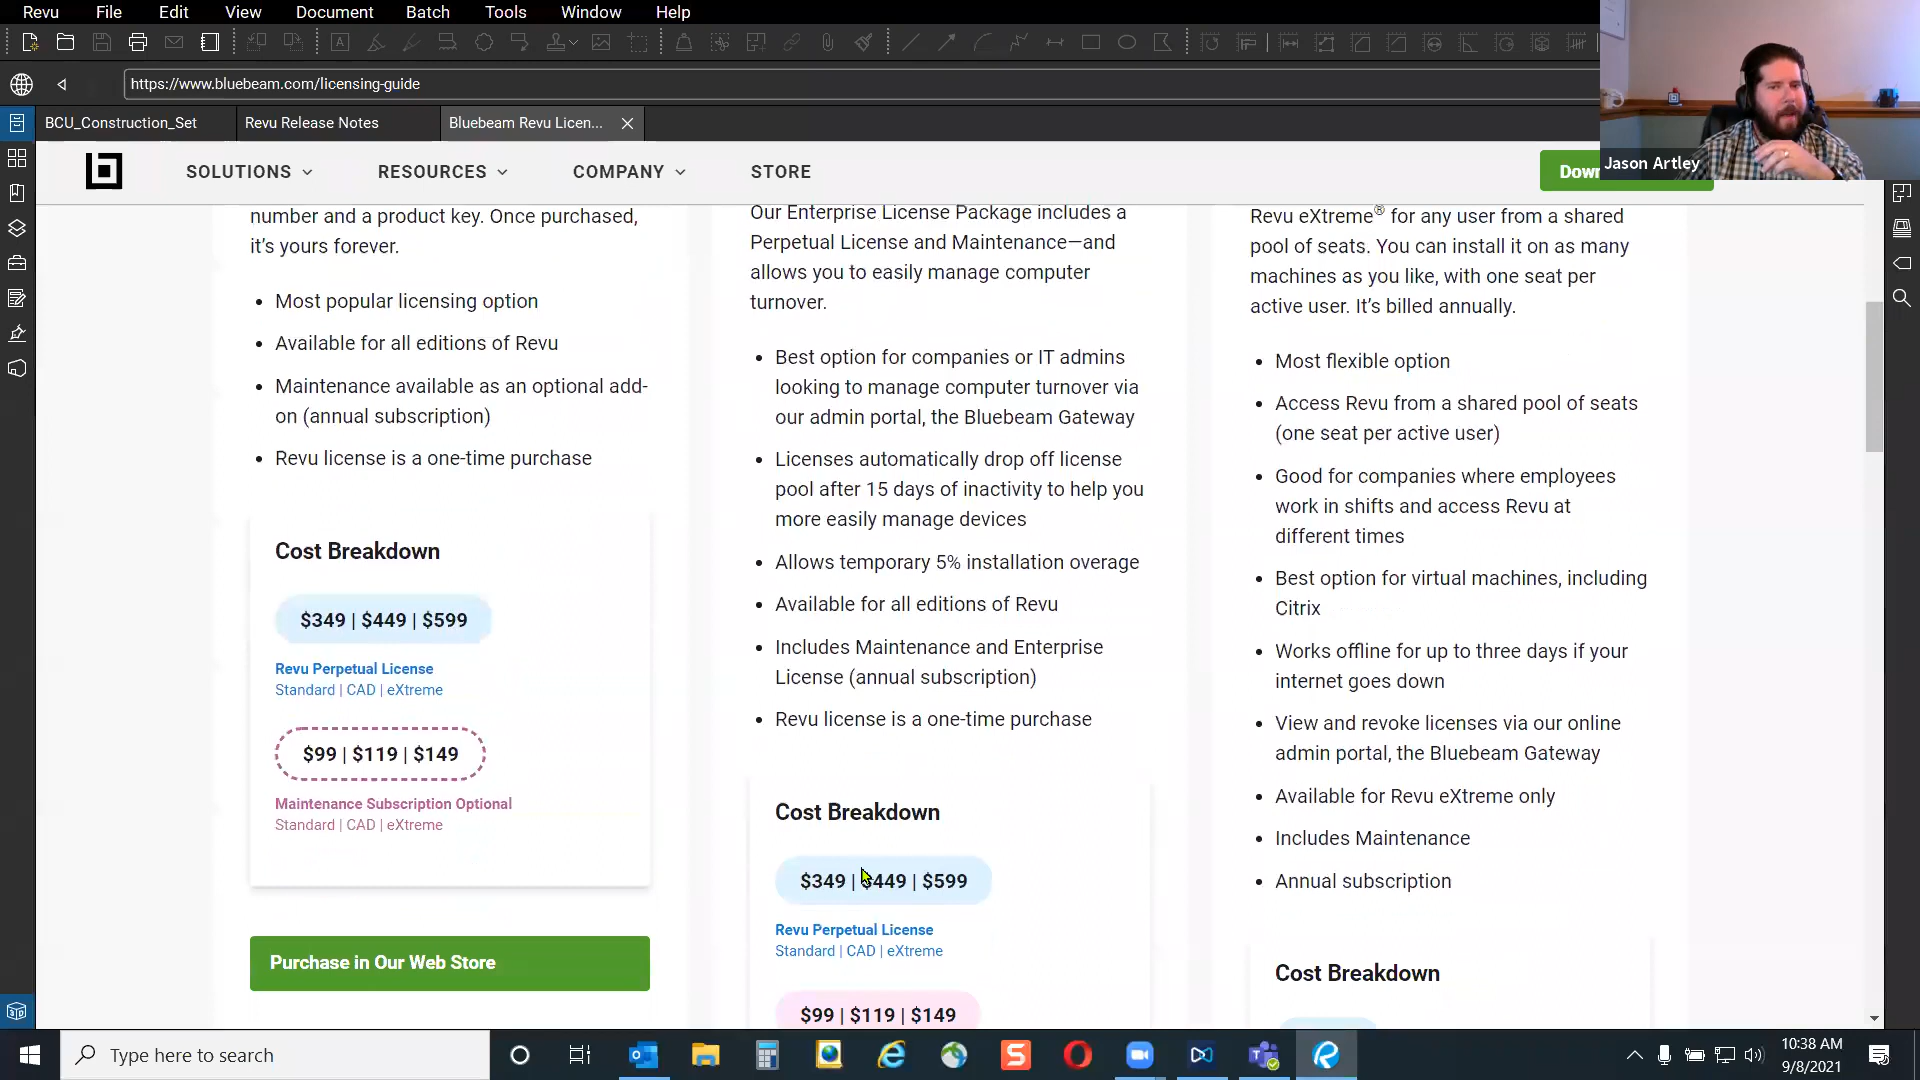 Revu File Edit View Document Batch Tools Window Help
https://www.bluebeam.com/licensing-guide
BCU_Construction_Set Revu Release Notes Bluebeam Revu Licen...
SOLUTIONS RESOURCES COMPANY STORE
Jason Artley
number and a product key. Once purchased,
it's yours forever.
• Most popular licensing option
• Available for all editions of Revu
• Maintenance available as an optional add-
on (annual subscription)
• Revu license is a one-time purchase
Cost Breakdown
$349 | $449 | $599
Revu Perpetual License
Standard | CAD | eXtreme
$99 | $119 | $149
Maintenance Subscription Optional
Standard | CAD | eXtreme
Purchase in Our Web Store
Our Enterprise License Package includes a
Perpetual License and Maintenance—and
allows you to easily manage computer
turnover.
• Best option for companies or IT admins
looking to manage computer turnover via
our admin portal, the Bluebeam Gateway
• Licenses automatically drop off license
pool after 15 days of inactivity to help you
more easily manage devices
• Allows temporary 5% installation overage
• Available for all editions of Revu
• Includes Maintenance and Enterprise
License (annual subscription)
• Revu license is a one-time purchase
Cost Breakdown
$349 | $449 | $599
Revu Perpetual License
Standard | CAD | eXtreme
$99 | $119 | $149
Revu eXtreme® for any user from a shared
pool of seats. You can install it on as many
machines as you like, with one seat per
active user. It's billed annually.
• Most flexible option
• Access Revu from a shared pool of seats
(one seat per active user)
• Good for companies where employees
work in shifts and access Revu at
different times
• Best option for virtual machines, including
Citrix
• Works offline for up to three days if your
internet goes down
• View and revoke licenses via our online
admin portal, the Bluebeam Gateway
• Available for Revu eXtreme only
• Includes Maintenance
• Annual subscription
Cost Breakdown
Type here to search
10:38 AM
9/8/2021